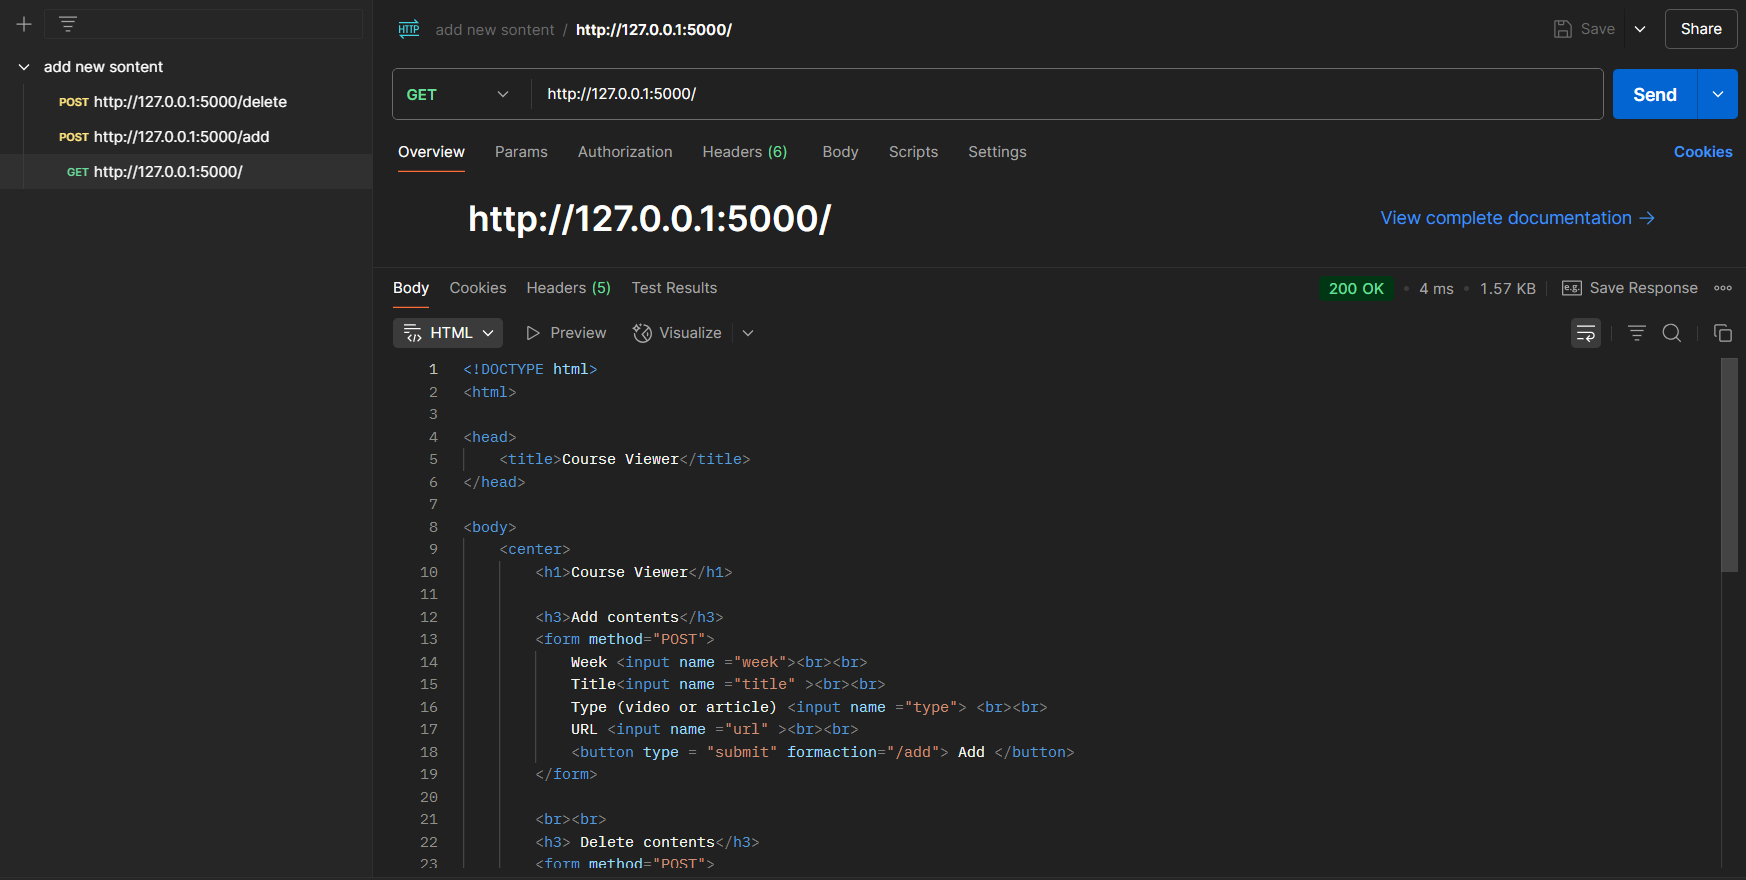 add new sontent
POST http://127.0.0.1:5000/delete
POST http://127.0.0.1:5000/add
GET http://127.0.0.1:5000/
HTTP add new sontent / http://127.0.0.1:5000/
Save
Share
GET http://127.0.0.1:5000/
Send
Overview Params Authorization Headers (6) Body Scripts Settings Cookies
http://127.0.0.1:5000/
View complete documentation →
Body Cookies Headers (5) Test Results
200 OK • 4 ms • 1.57 KB e.g. Save Response
HTML Preview Visualize
1 <!DOCTYPE html>
2 <html>
3
4 <head>
5 <title>Course Viewer</title>
6 </head>
7
8 <body>
9 <center>
10 <h1>Course Viewer</h1>
11
12 <h3>Add contents</h3>
13 <form method="POST">
14 Week <input name ="week"><br><br>
15 Title<input name ="title" ><br><br>
16 Type (video or article) <input name ="type"> <br><br>
17 URL <input name ="url" ><br><br>
18 <button type = "submit" formaction="/add"> Add </button>
19 </form>
20
21 <br><br>
22 <h3> Delete contents</h3>
23 <form method="POST">